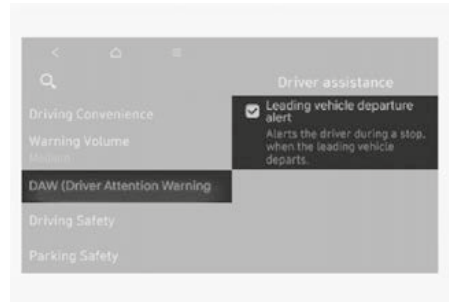 Driver assistance
Driving Convenience
Warning Volume
Medium
DAW (Driver Attention Warning
Driving Safety
Parking Safety
Leading vehicle departure
alert
Alerts the driver during a stop,
when the leading vehicle
departs.